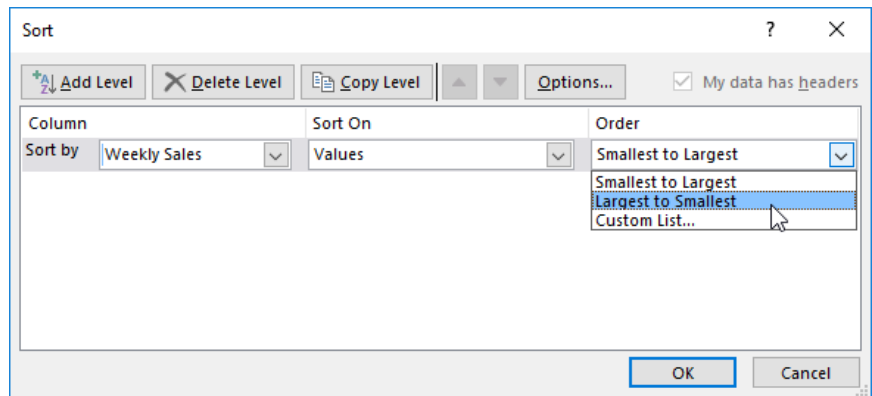 Sort ?
Add Level Delete Level Copy Level Options... My data has headers
Column Sort On Order
Sort by Weekly Sales Values Smallest to Largest
Smallest to Largest
Largest to Smallest
Custom List...
OK Cancel